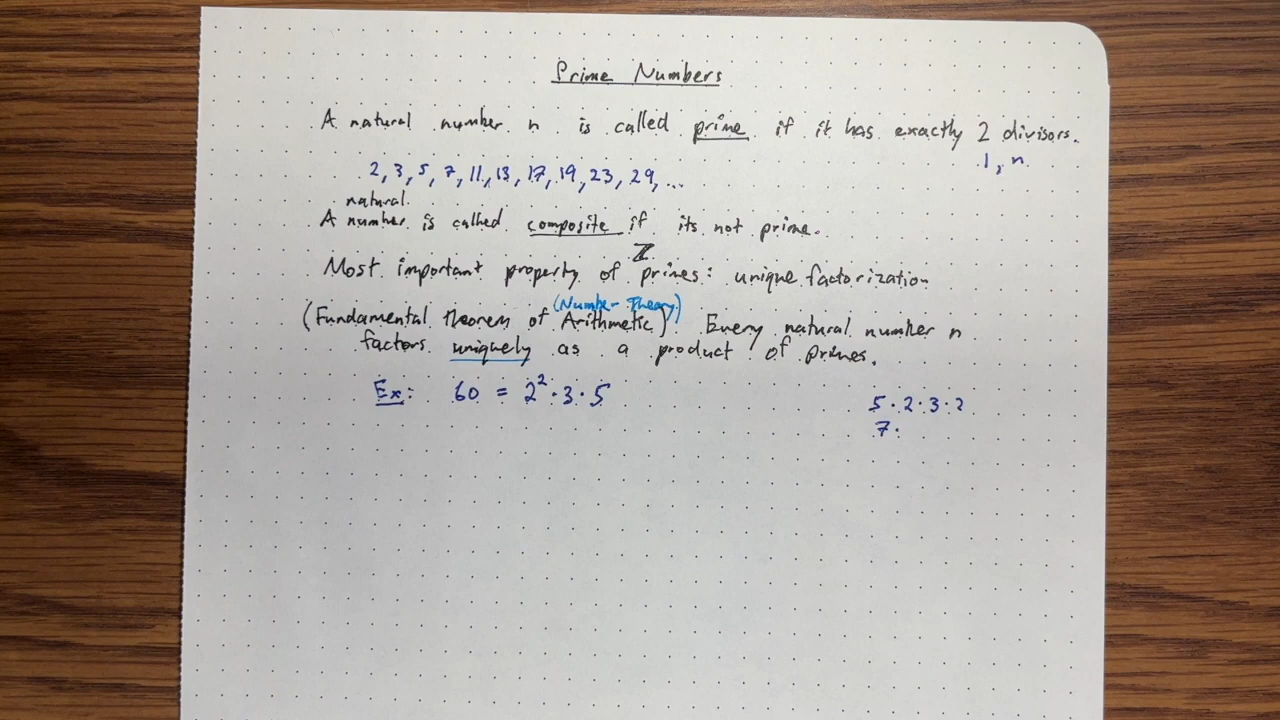 Prime Numbers
A natural number n is called prime if it has exactly 2 divisors.
1, n
2, 3, 5, 7, 11, 13, 17, 19, 23, 29, ...
natural
A number is called composite if its not prime.
ℤ
Most important property of primes: unique factorization
(Number Theory)
(Fundamental theorem of Arithmetic) Every natural number n
factors uniquely as a product of primes.
Ex: 60 = 2² · 3 · 5
5 · 2 · 3 · 2
7 ·